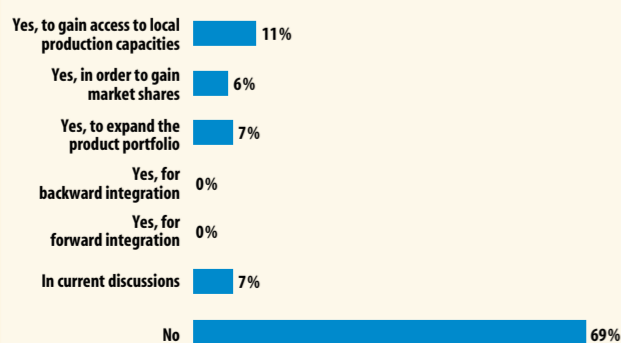 Yes, to gain access to local
production capacities
11%
Yes, in order to gain
market shares
6%
Yes, to expand the
product portfolio
7%
Yes, for
backward integration
0%
Yes, for
forward integration
0%
In current discussions
7%
No
69%